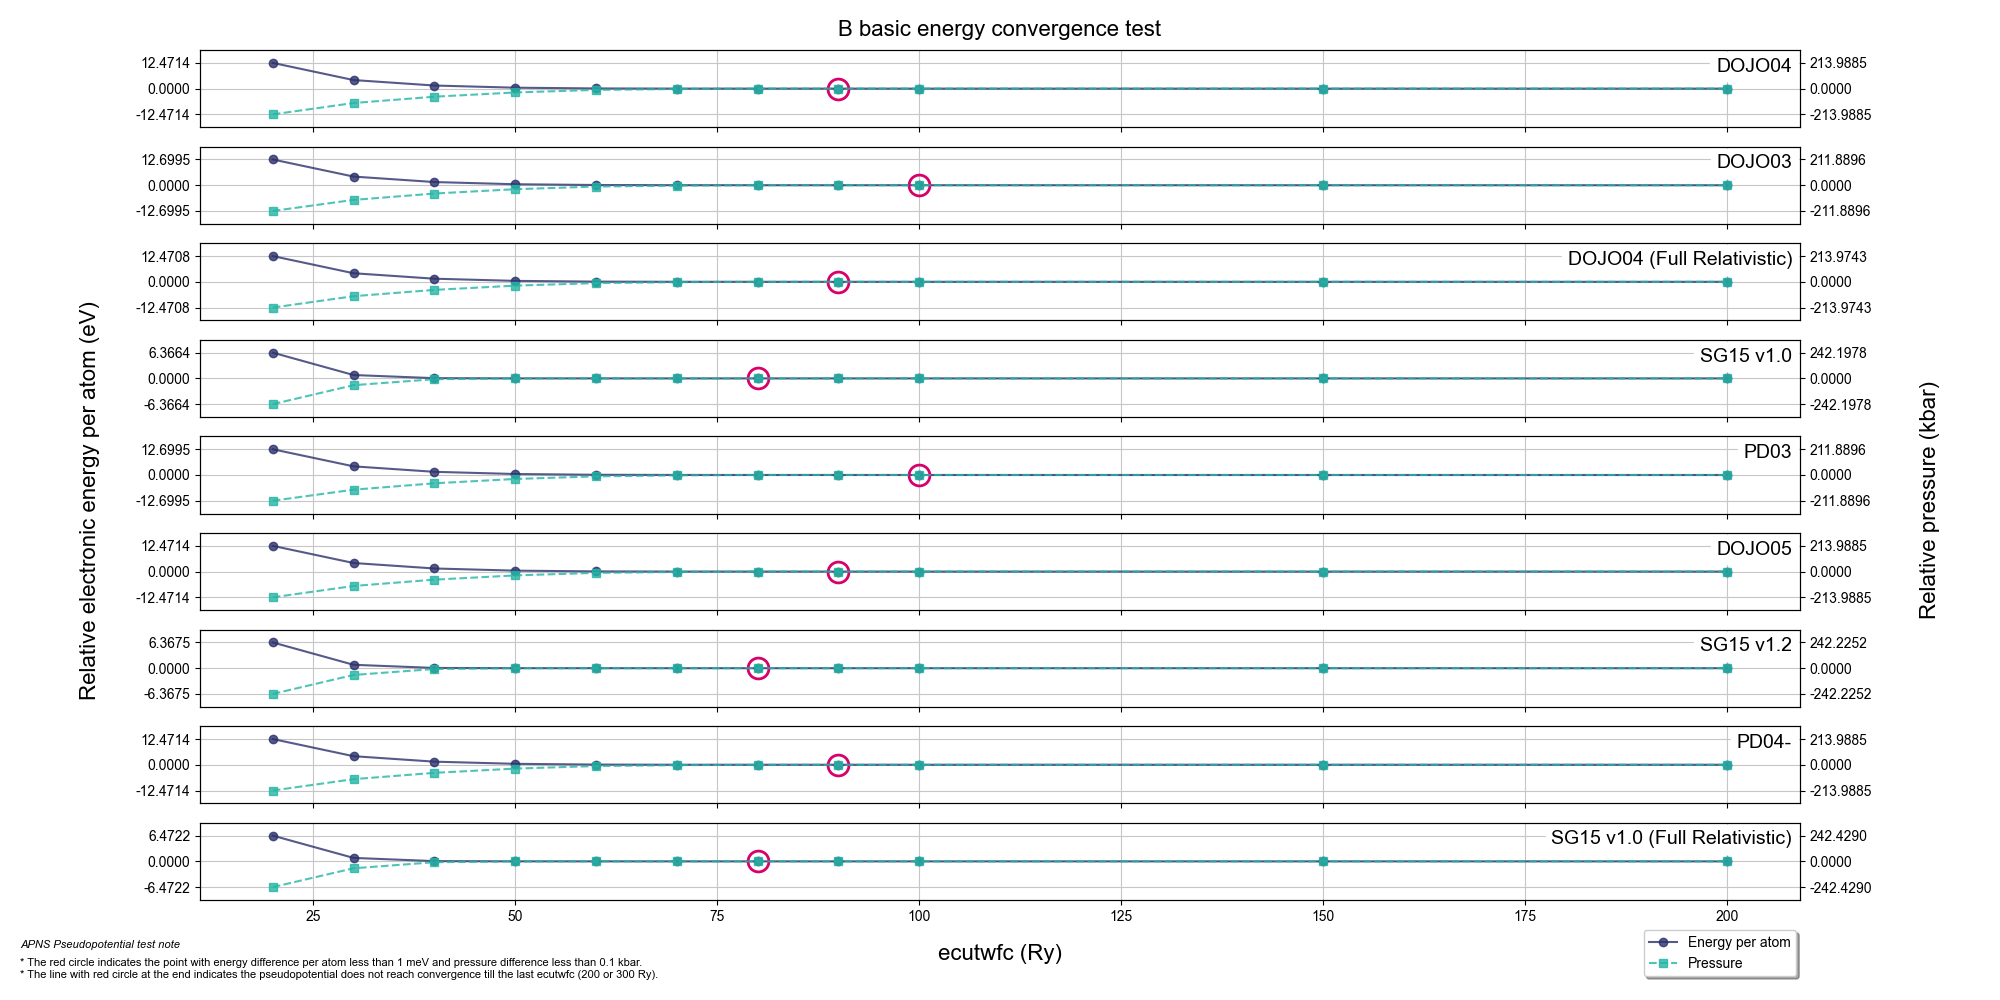 B basic energy convergence test
12.4714
0.0000
-12.4714
DOJO04
213.9885
0.0000
-213.9885
12.6995
0.0000
-12.6995
DOJO03
211.8896
0.0000
-211.8896
12.4708
0.0000
-12.4708
DOJO04 (Full Relativistic)
213.9743
0.0000
-213.9743
6.3664
0.0000
-6.3664
SG15 v1.0
242.1978
0.0000
-242.1978
12.6995
0.0000
-12.6995
PD03
211.8896
0.0000
-211.8896
12.4714
0.0000
-12.4714
DOJO05
213.9885
0.0000
-213.9885
6.3675
0.0000
-6.3675
SG15 v1.2
242.2252
0.0000
-242.2252
12.4714
0.0000
-12.4714
PD04-
213.9885
0.0000
-213.9885
6.4722
0.0000
-6.4722
SG15 v1.0 (Full Relativistic)
242.4290
0.0000
-242.4290
Relative electronic energy per atom (eV)
Relative pressure (kbar)
25 50 75 100 125 150 175 200
ecutwfc (Ry)
Energy per atom
Pressure
APNS Pseudopotential test note
* The red circle indicates the point with energy difference per atom less than 1 meV and pressure difference less than 0.1 kbar.
* The line with red circle at the end indicates the pseudopotential does not reach convergence till the last ecutwfc (200 or 300 Ry).